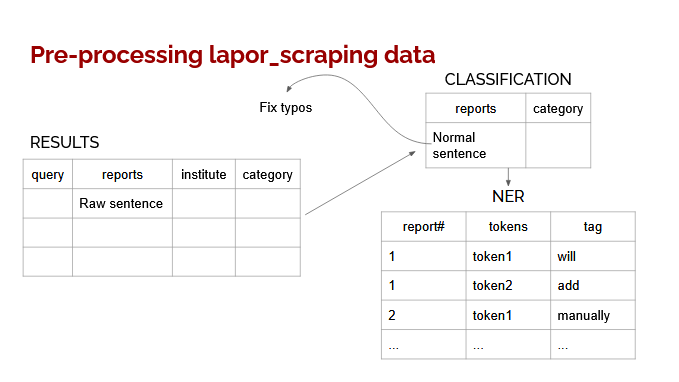 Pre-processing lapor_scraping data
CLASSIFICATION
reports category
Normal
sentence
Fix typos
RESULTS
query reports institute category
Raw sentence
NER
report# tokens tag
1 token1 will
1 token2 add
2 token1 manually
... ... ...